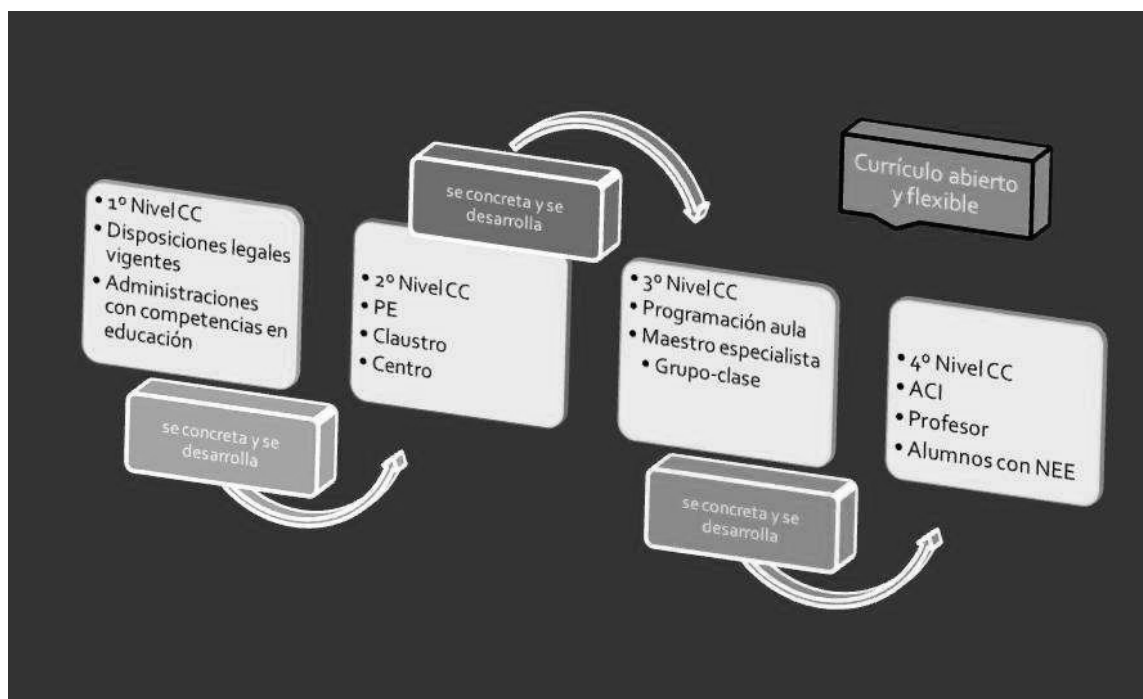 • 1º Nivel CC
• Disposiciones legales
vigentes
• Administraciones
con competencias en
educación
se concreta y se
desarrolla
• 2º Nivel CC
• PE
• Claustro
• Centro
se concreta y se
desarrolla
• 3º Nivel CC
• Programación aula
• Maestro especialista
• Grupo-clase
se concreta y se
desarrolla
• 4º Nivel CC
• ACI
• Profesor
• Alumnos con NEE
Currículo abierto
y flexible